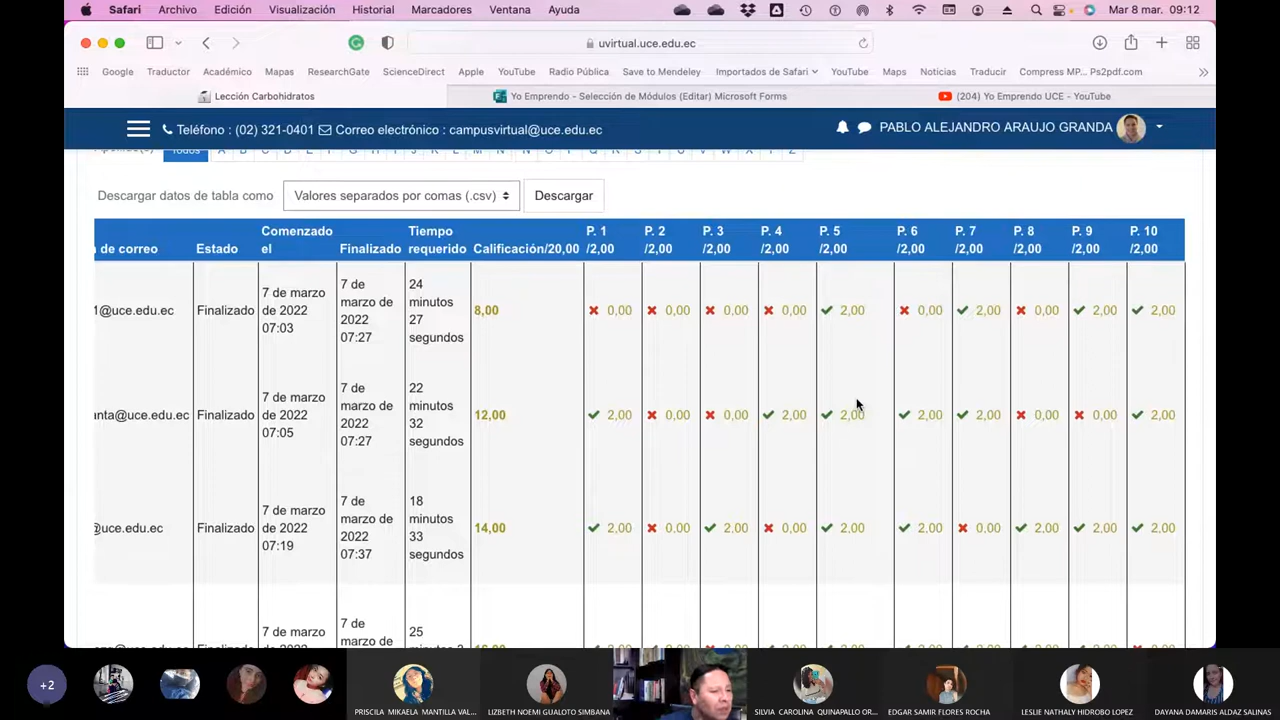 Safari Archivo Edición Visualización Historial Marcadores Ventana Ayuda Mar 8 mar. 09:12
uvirtual.uce.edu.ec
Google Traductor Académico Mapas ResearchGate ScienceDirect Apple YouTube Radio Pública Save to Mendeley Importados de Safari YouTube Maps Noticias Traducir Compress MP... Ps2pdf.com
Lección Carbohidratos Yo Emprendo - Selección de Módulos (Editar) Microsoft Forms (204) Yo Emprendo UCE - YouTube
Teléfono : (02) 321-0401 Correo electrónico : campusvirtual@uce.edu.ec PABLO ALEJANDRO ARAUJO GRANDA
Descargar datos de tabla como Valores separados por comas (.csv) Descargar
Comenzado Tiempo P. 1 P. 2 P. 3 P. 4 P. 5 P. 6 P. 7 P. 8 P. 9 P. 10
de correo Estado el Finalizado requerido Calificación/20,00 /2,00 /2,00 /2,00 /2,00 /2,00 /2,00 /2,00 /2,00 /2,00 /2,00
7 de marzo
de 2022
07:03
7 de
marzo de
2022
07:27
24
minutos
27
segundos
1@uce.edu.ec Finalizado 8,00 0,00 0,00 0,00 0,00 2,00 0,00 2,00 0,00 2,00 2,00
7 de marzo
de 2022
07:05
7 de
marzo de
2022
07:27
22
minutos
32
segundos
nta@uce.edu.ec Finalizado 12,00 2,00 0,00 0,00 2,00 2,00 2,00 2,00 0,00 0,00 2,00
7 de marzo
de 2022
07:19
7 de
marzo de
2022
07:37
18
minutos
33
segundos
@uce.edu.ec Finalizado 14,00 2,00 0,00 2,00 0,00 2,00 2,00 0,00 2,00 2,00 2,00
7 de marzo
7 de
marzo de
25
+2 PRISCILA MIKAELA MANTILLA VAL... LIZBETH NOEMI GUALOTO SIMBANA SILVIA CAROLINA QUINAPALLO OR... EDGAR SAMIR FLORES ROCHA LESLIE NATHALY HIDROBO LOPEZ DAYANA DAMARIS ALDAZ SALINAS